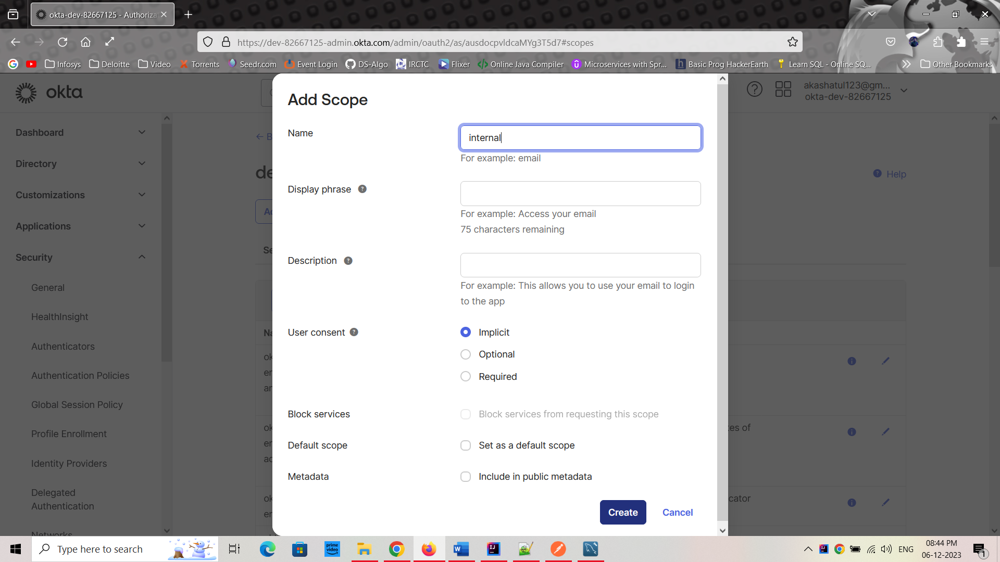 okta-dev-82667125 - Authoriza
https://dev-82667125-admin.okta.com/admin/oauth2/as/ausdocpvldcaMYg3T5d7#scopes
Infosys Deloitte Video Torrents Seedr.com Event Login DS-Algo IRCTC Flixer Online Java Compiler Microservices with Spr... Basic Prog HackerEarth Learn SQL - Online SQ... Other Bookmarks
okta
akashatul123@gm...
okta-dev-82667125
Dashboard
Directory
Customizations
Applications
Security
General
HealthInsight
Authenticators
Authentication Policies
Global Session Policy
Profile Enrollment
Identity Providers
Delegated
Authentication
Networks
Help
Add Scope
Name
internal
For example: email
Display phrase
For example: Access your email
75 characters remaining
Description
For example: This allows you to use your email to login
to the app
User consent
Implicit
Optional
Required
Block services
Block services from requesting this scope
Default scope
Set as a default scope
Metadata
Include in public metadata
Create Cancel
Type here to search
prime
video
ENG
08:44 PM
06-12-2023
1